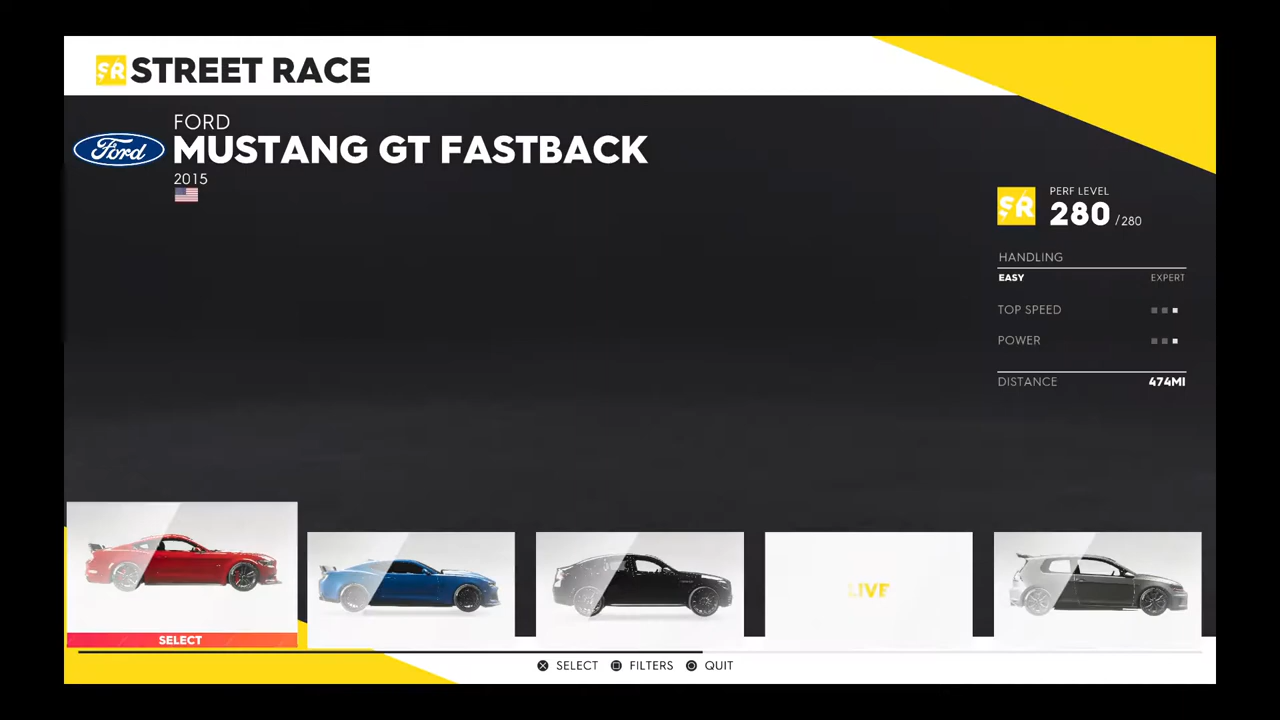 SR STREET RACE
Ford
FORD
MUSTANG GT FASTBACK
2015
SR
PERF LEVEL
280 /280
HANDLING
EASY EXPERT
TOP SPEED
POWER
DISTANCE 474MI
LIVE
SELECT
SELECT FILTERS QUIT